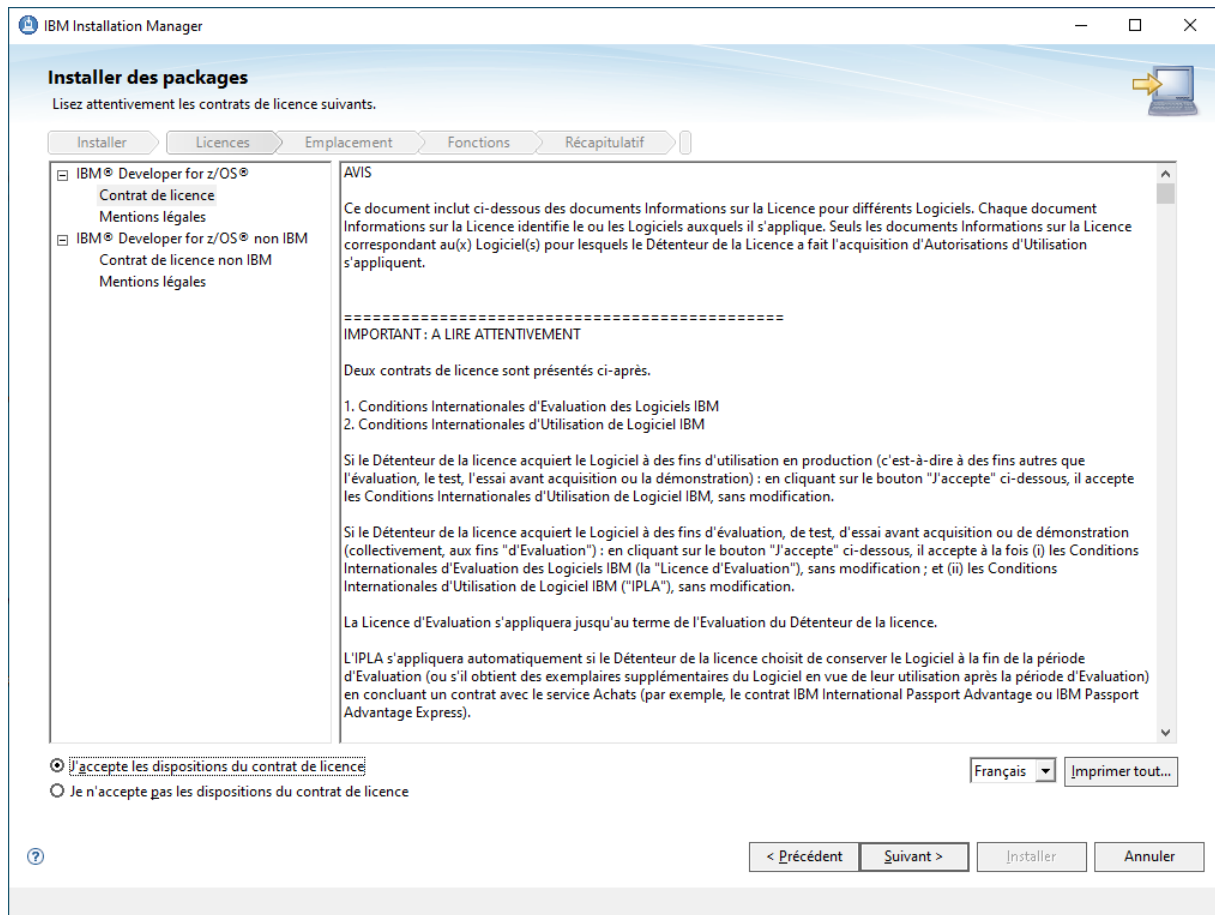 IBM Installation Manager
Installer des packages
Lisez attentivement les contrats de licence suivants.
Installer
Licences
Emplacement
Fonctions
Récapitulatif
IBM® Developer for z/OS®
Contrat de licence
Mentions légales
IBM® Developer for z/OS® non IBM
Contrat de licence non IBM
Mentions légales
AVIS
Ce document inclut ci-dessous des documents Informations sur la Licence pour différents Logiciels. Chaque document
Informations sur la Licence identifie le ou les Logiciels auxquels il s'applique. Seuls les documents Informations sur la Licence
correspondant au(x) Logiciel(s) pour lesquels le Détenteur de la Licence a fait l'acquisition d'Autorisations d'Utilisation
s'appliquent.
==============================================
IMPORTANT : A LIRE ATTENTIVEMENT
Deux contrats de licence sont présentés ci-après.
1. Conditions Internationales d'Evaluation des Logiciels IBM
2. Conditions Internationales d'Utilisation de Logiciel IBM
Si le Détenteur de la licence acquiert le Logiciel à des fins d'utilisation en production (c'est-à-dire à des fins autres que
l'évaluation, le test, l'essai avant acquisition ou la démonstration) : en cliquant sur le bouton "J'accepte" ci-dessous, il accepte
les Conditions Internationales d'Utilisation de Logiciel IBM, sans modification.
Si le Détenteur de la licence acquiert le Logiciel à des fins d'évaluation, de test, d'essai avant acquisition ou de démonstration
(collectivement, aux fins "d'Evaluation") : en cliquant sur le bouton "J'accepte" ci-dessous, il accepte à la fois (i) les Conditions
Internationales d'Evaluation des Logiciels IBM (la "Licence d'Evaluation"), sans modification ; et (ii) les Conditions
Internationales d'Utilisation de Logiciel IBM ("IPLA"), sans modification.
La Licence d'Evaluation s'appliquera jusqu'au terme de l'Evaluation du Détenteur de la licence.
L'IPLA s'appliquera automatiquement si le Détenteur de la licence choisit de conserver le Logiciel à la fin de la période
d'Evaluation (ou s'il obtient des exemplaires supplémentaires du Logiciel en vue de leur utilisation après la période d'Evaluation)
en concluant un contrat avec le service Achats (par exemple, le contrat IBM International Passport Advantage ou IBM Passport
Advantage Express).
J'accepte les dispositions du contrat de licence
Je n'accepte pas les dispositions du contrat de licence
Français
Imprimer tout...
< Précédent
Suivant >
Installer
Annuler